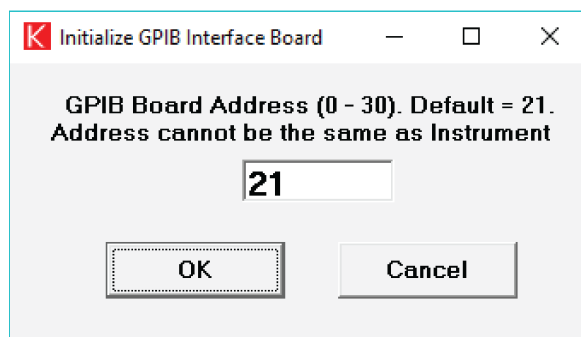 K Initialize GPIB Interface Board
GPIB Board Address (0 - 30). Default = 21.
Address cannot be the same as Instrument
21
OK Cancel